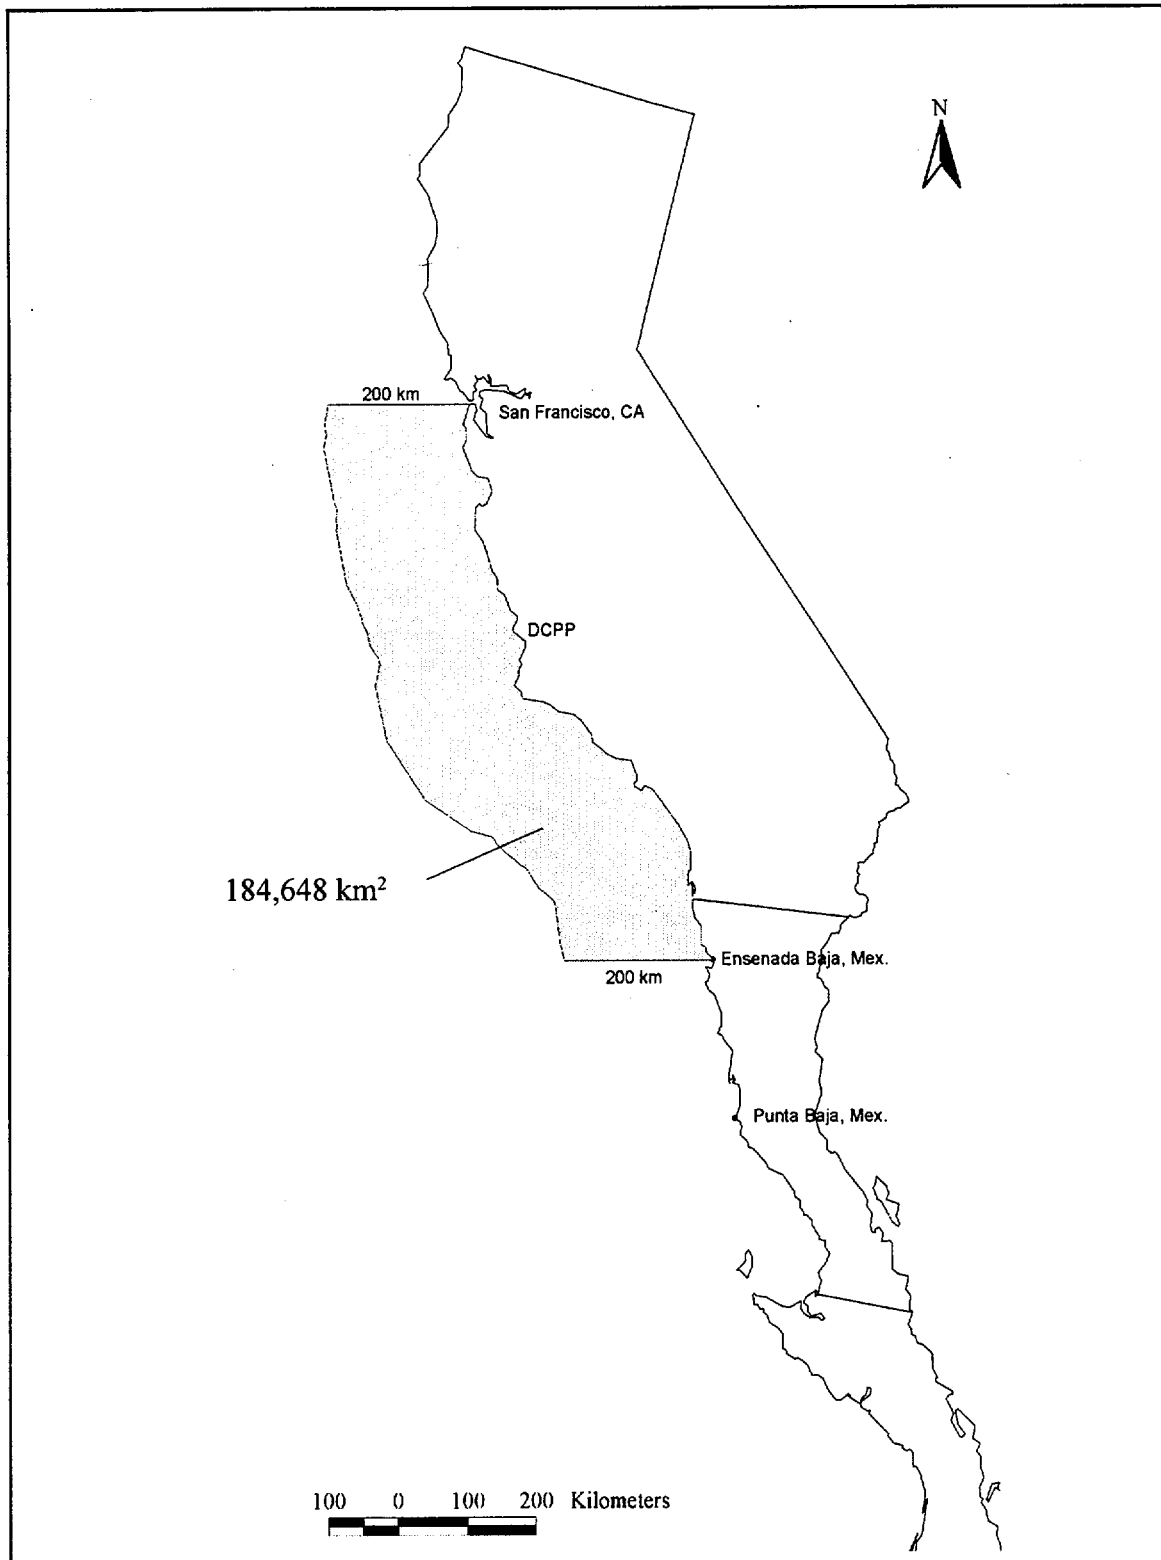 N
200 km
San Francisco, CA
DCPP
184,648 km²
Ensenada Baja, Mex.
200 km
Punta Baja, Mex.
100 0 100 200 Kilometers